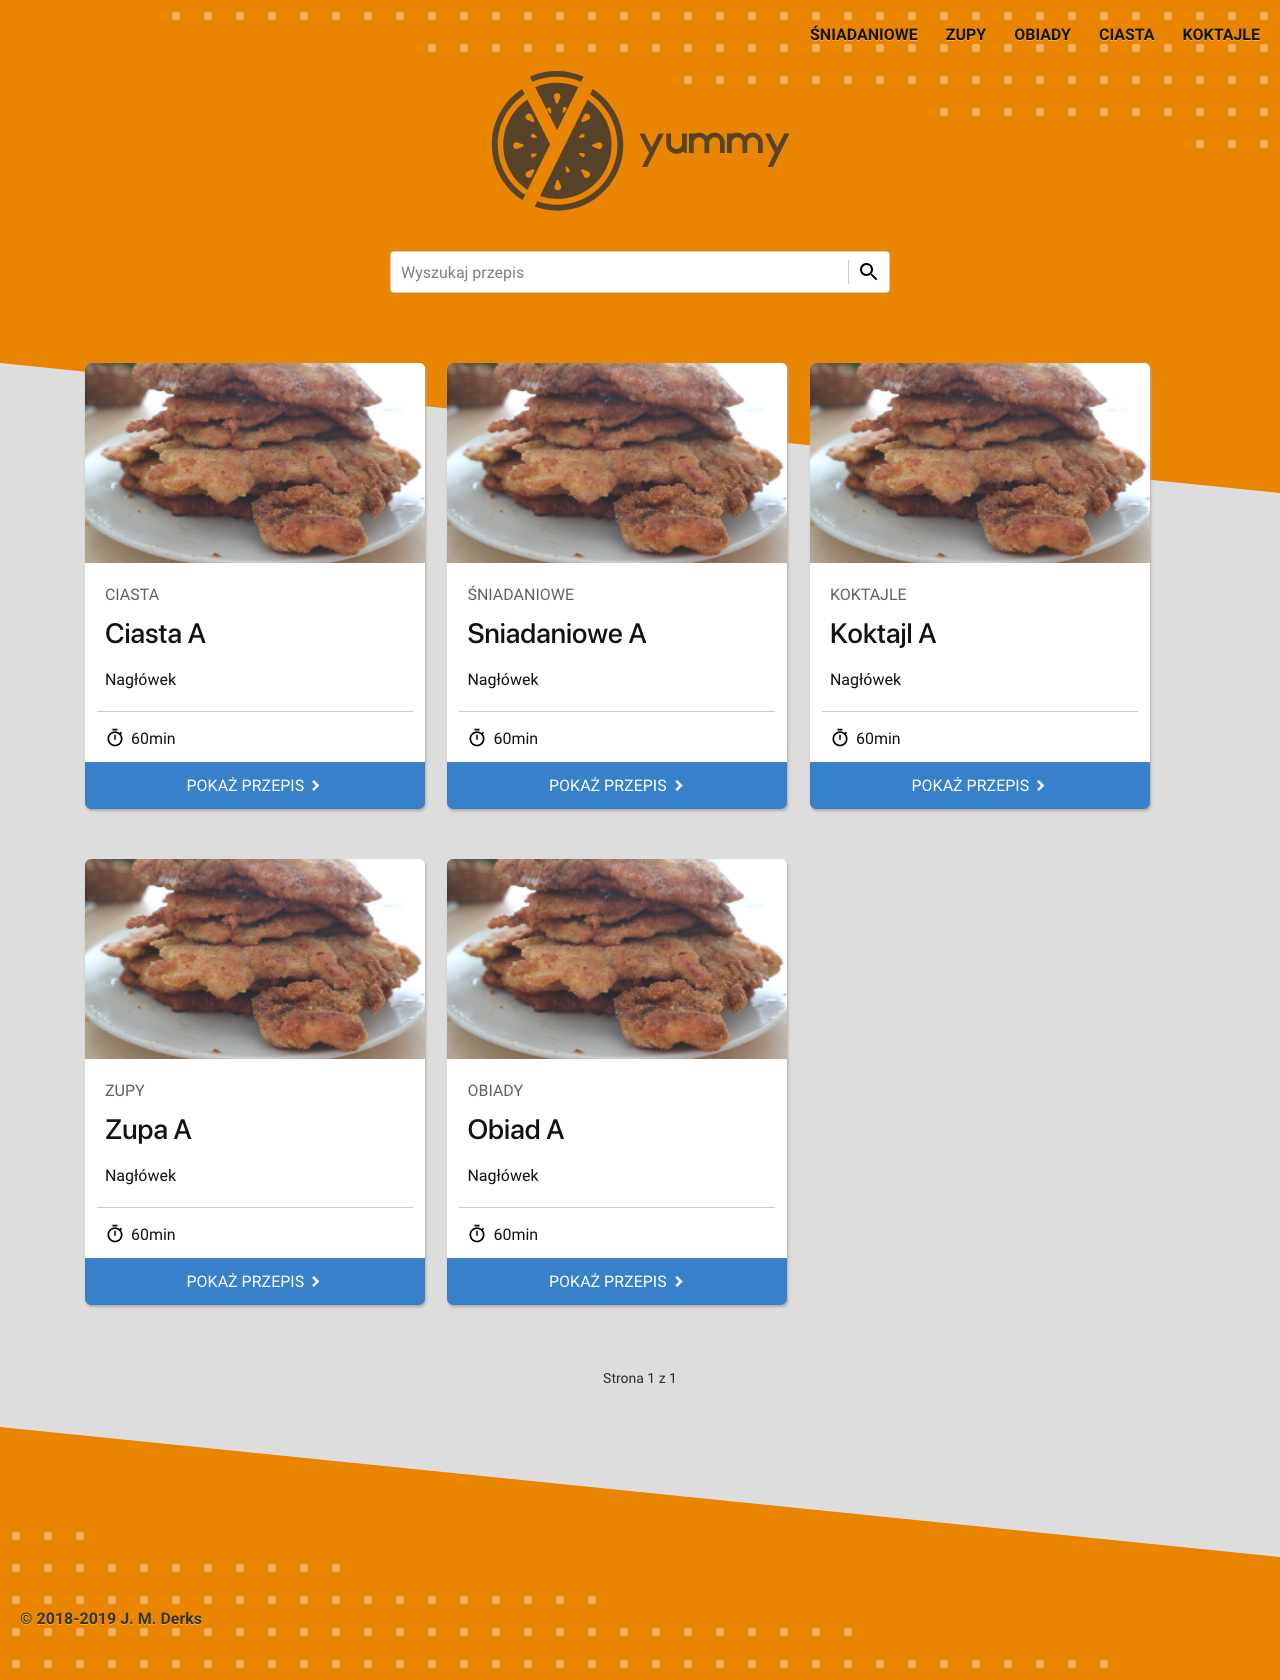 ŚNIADANIOWE ZUPY OBIADY CIASTA KOKTAJLE
yummy
Wyszukaj przepis
CIASTA
Ciasta A
Nagłówek
60min
POKAŻ PRZEPIS
ŚNIADANIOWE
Sniadaniowe A
Nagłówek
60min
POKAŻ PRZEPIS
KOKTAJLE
Koktajl A
Nagłówek
60min
POKAŻ PRZEPIS
ZUPY
Zupa A
Nagłówek
60min
POKAŻ PRZEPIS
OBIADY
Obiad A
Nagłówek
60min
POKAŻ PRZEPIS
Strona 1 z 1
© 2018-2019 J. M. Derks